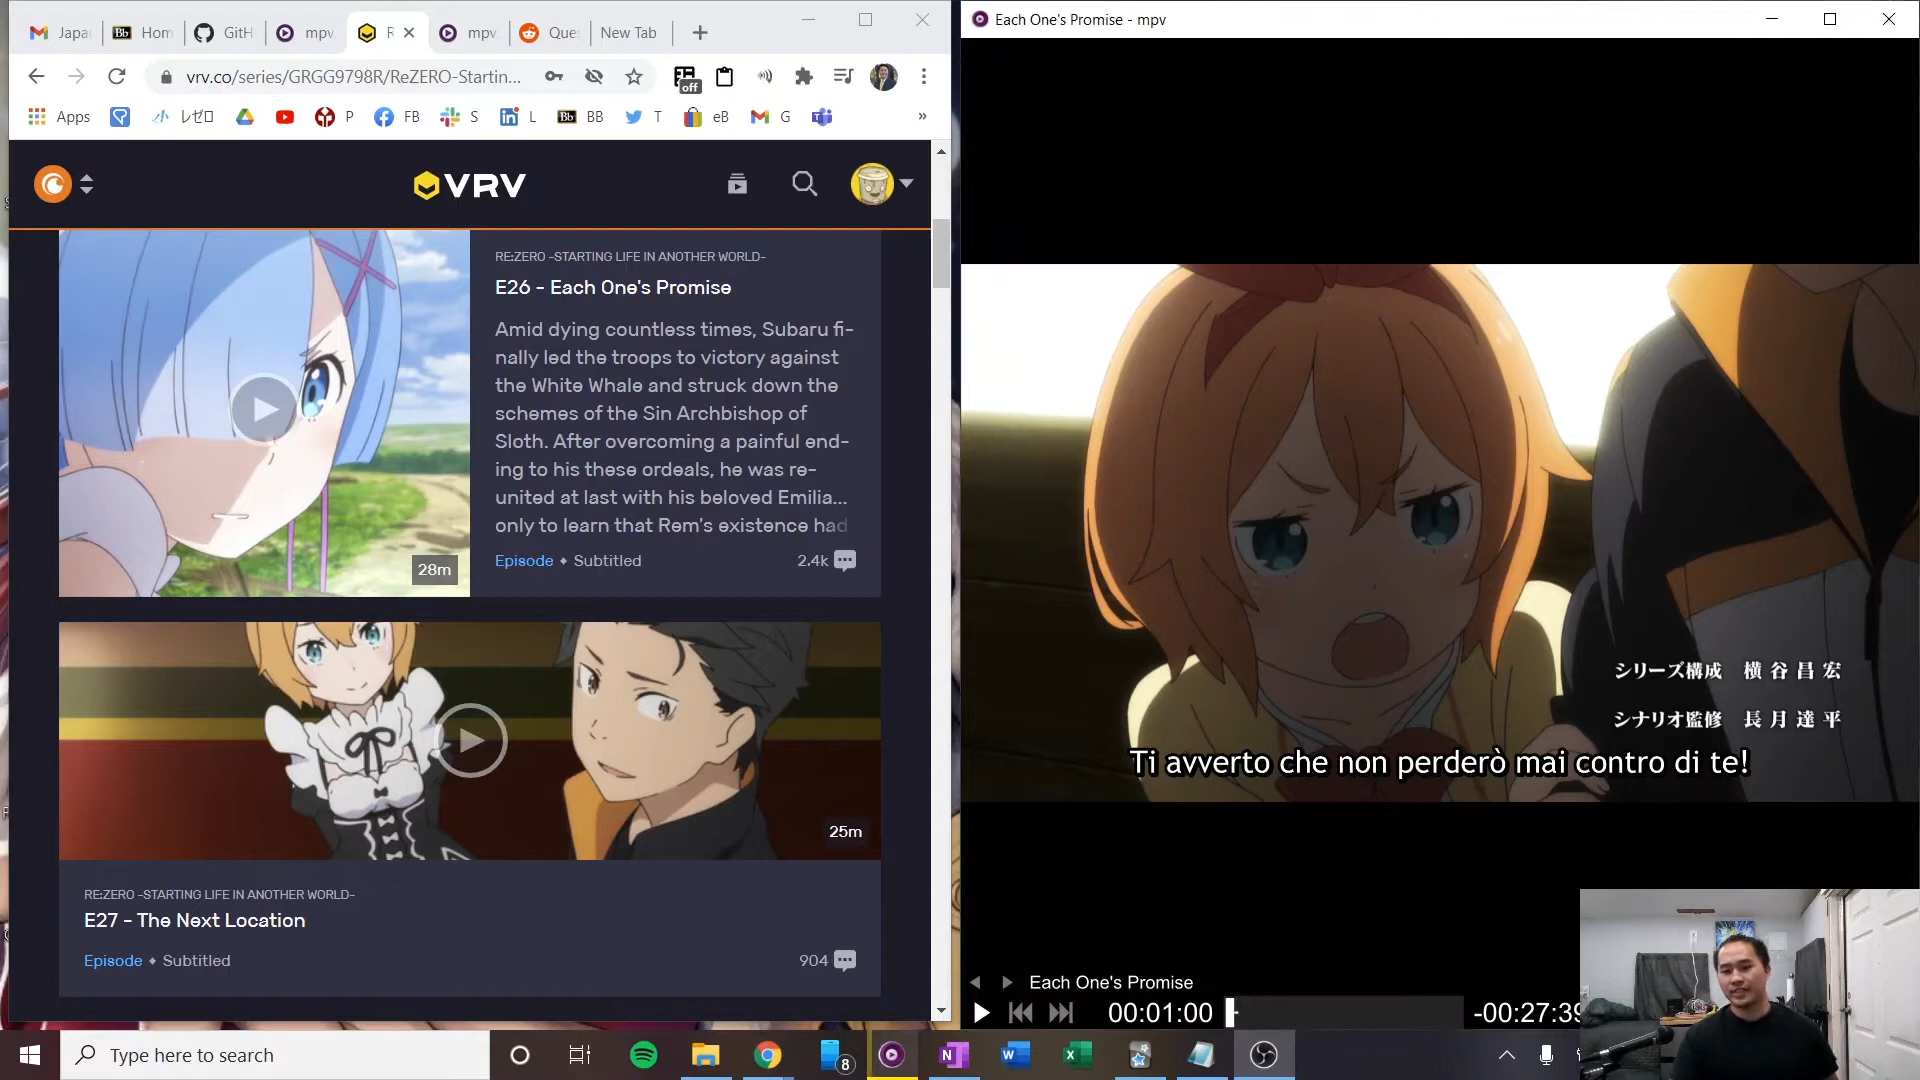 Japa
Hom
GitH
mpv
R
mpv
Ques
New Tab
vrv.co/series/GRGG9798R/ReZERO-Startin...
off
Apps
レゼロ
P
FB
S
L
Bb
BB
T
eB
G
VRV
RE:ZERO -STARTING LIFE IN ANOTHER WORLD-
E26 - Each One's Promise
Amid dying countless times, Subaru fi-
nally led the troops to victory against
the White Whale and struck down the
schemes of the Sin Archbishop of
Sloth. After overcoming a painful end-
ing to his these ordeals, he was re-
united at last with his beloved Emilia...
only to learn that Rem's existence had
28m
Episode ♦ Subtitled
2.4k
25m
RE:ZERO -STARTING LIFE IN ANOTHER WORLD-
E27 - The Next Location
Episode ♦ Subtitled
904
Each One's Promise - mpv
シリーズ構成 横谷昌宏
シナリオ監修 長月達平
Ti avverto che non perderò mai contro di te!
Each One's Promise
00:01:00
-00:27:39
Type here to search
8